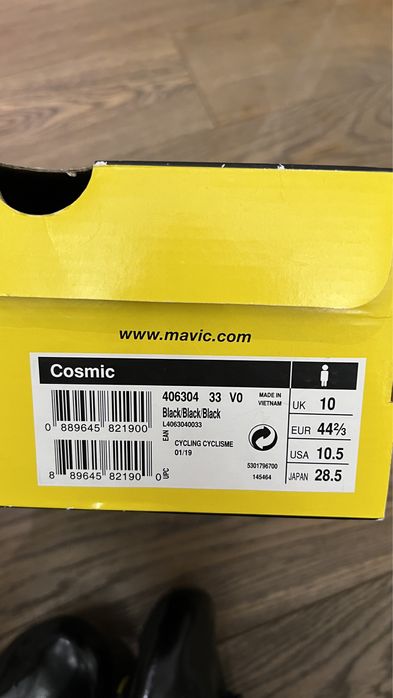 www.mavic.com
Cosmic
406304 33 V0
Black/Black/Black
L4063040033
MADE IN
VIETNAM
0 889645 821900
EAN
CYCLING CYCLISME
01/19
8 89645 82190 0
UPC
5301796700
145464
UK 10
EUR 44⅔
USA 10.5
JAPAN 28.5